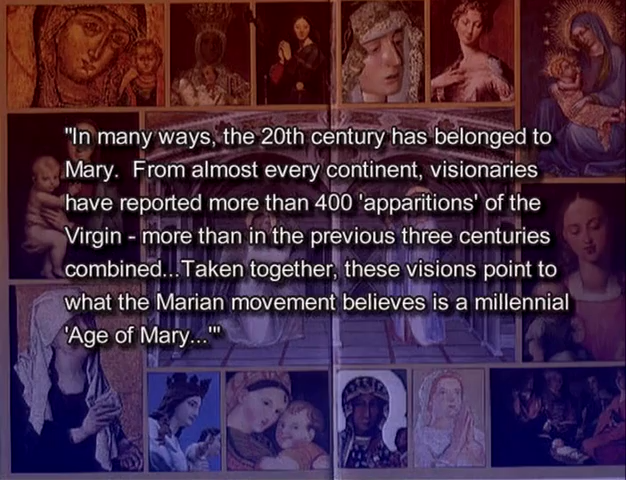 "In many ways, the 20th century has belonged to
Mary.  From almost every continent, visionaries
have reported more than 400 'apparitions' of the
Virgin - more than in the previous three centuries
combined...Taken together, these visions point to
what the Marian movement believes is a millennial
'Age of Mary...'"